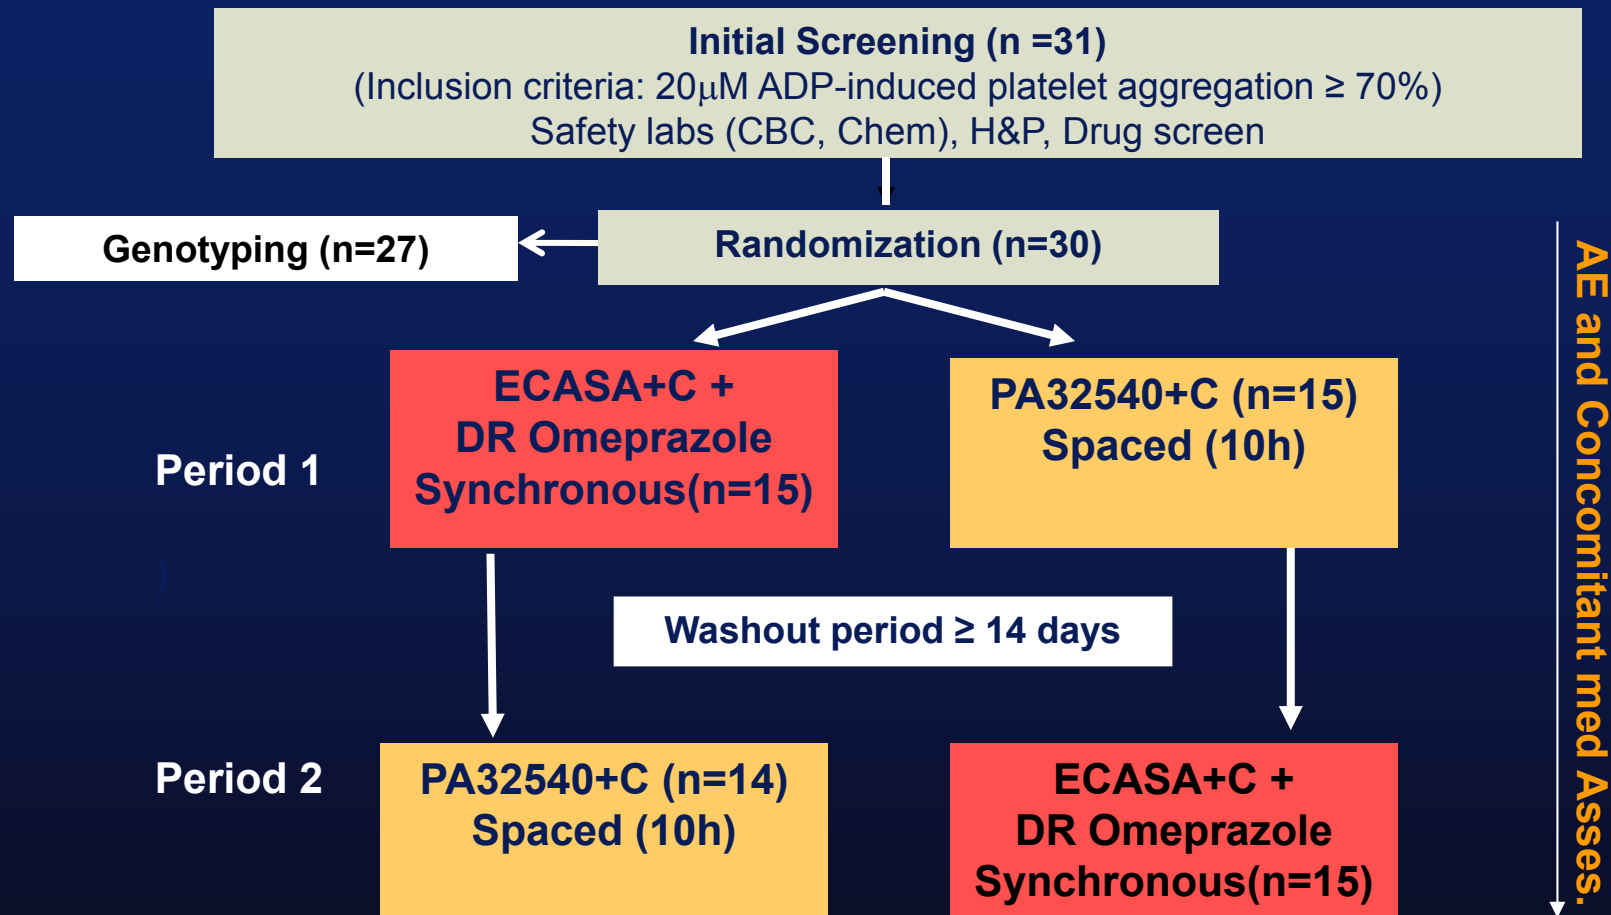 Initial Screening (n =31)
(Inclusion criteria: 20μM ADP-induced platelet aggregation ≥ 70%)
Safety labs (CBC, Chem), H&P, Drug screen
Genotyping (n=27)
Randomization (n=30)
Period 1
ECASA+C +
DR Omeprazole
Synchronous(n=15)
PA32540+C (n=15)
Spaced (10h)
)
Washout period ≥ 14 days
Period 2
PA32540+C (n=14)
Spaced (10h)
ECASA+C +
DR Omeprazole
Synchronous(n=15)
AE and Concomitant med Asses.